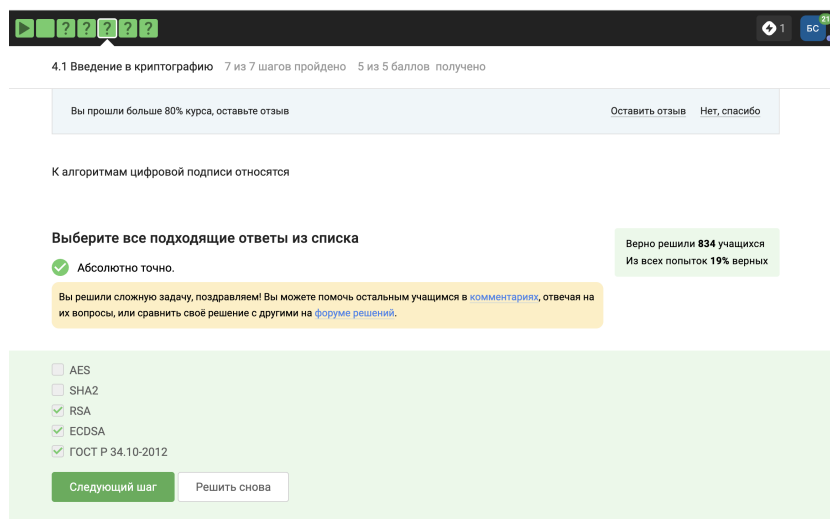 ? ? ? ? ?
1
БС
21
4.1 Введение в криптографию 7 из 7 шагов пройдено 5 из 5 баллов получено
Вы прошли больше 80% курса, оставьте отзыв
Оставить отзыв Нет, спасибо
К алгоритмам цифровой подписи относятся
Выберите все подходящие ответы из списка
Верно решили 834 учащихся
Из всех попыток 19% верных
Абсолютно точно.
Вы решили сложную задачу, поздравляем! Вы можете помочь остальным учащимся в комментариях, отвечая на
их вопросы, или сравнить своё решение с другими на форуме решений.
AES
SHA2
RSA
ECDSA
ГОСТ Р 34.10-2012
Следующий шаг Решить снова